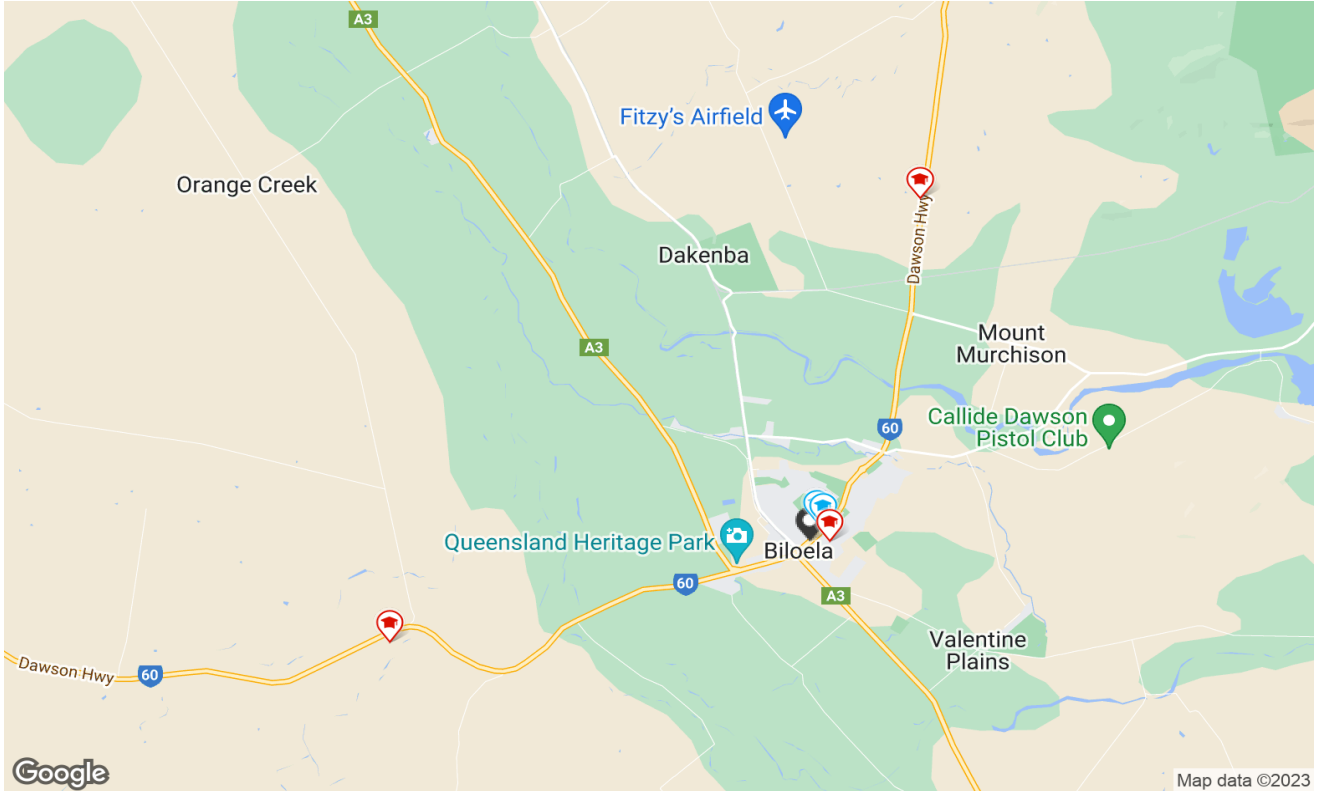 A3
Fitzy's Airfield
Orange Creek
Dawson Hwy
Dakenba
Mount
Murchison
A3
Callide Dawson
Pistol Club
60
Queensland Heritage Park
Biloela
60
A3
Valentine
Plains
Dawson Hwy
60
Google
Map data ©2023